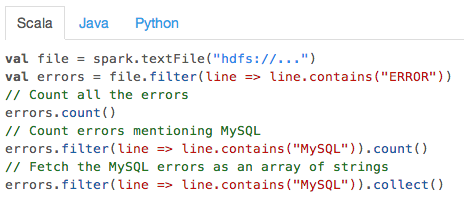 Scala Java Python
val file = spark.textFile("hdfs://...")
val errors = file.filter(line => line.contains("ERROR"))
// Count all the errors
errors.count()
// Count errors mentioning MySQL
errors.filter(line => line.contains("MySQL")).count()
// Fetch the MySQL errors as an array of strings
errors.filter(line => line.contains("MySQL")).collect()